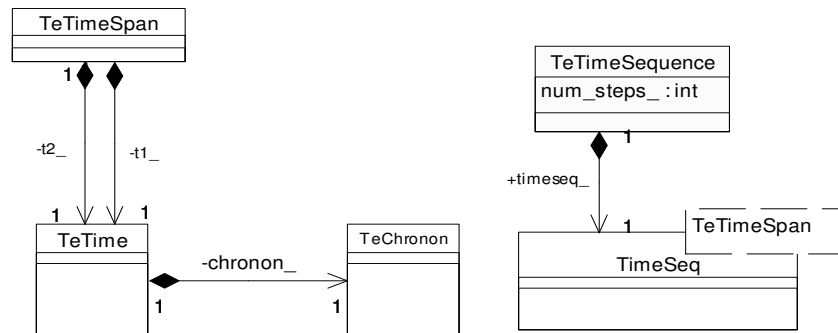 TeTimeSpan
1
-t2_
-t1_
1
1
TeTime
-chronon_
1
1
TeChronon
TeTimeSequence
num_steps_ : int
1
+timeseq_
1
TeTimeSpan
TimeSeq